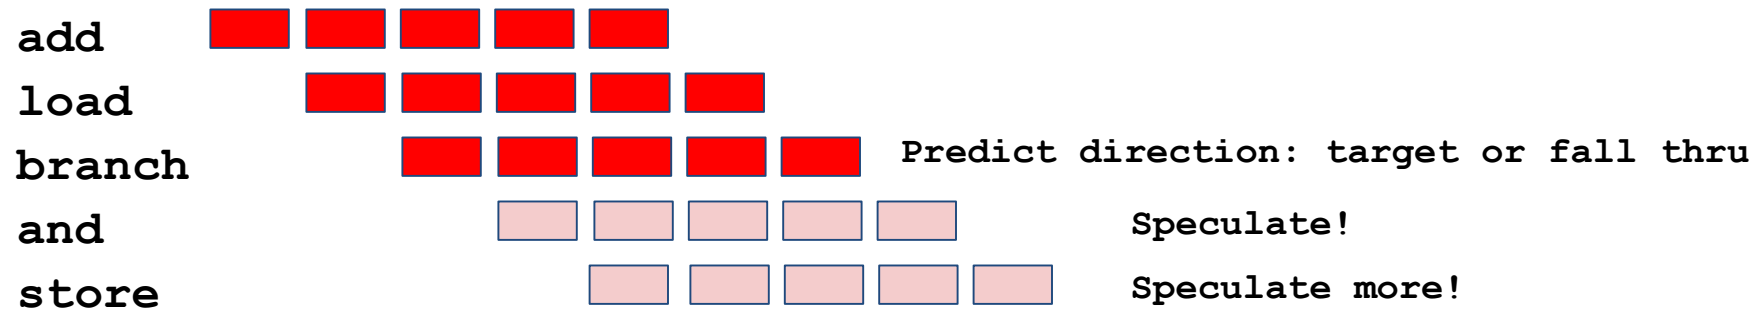 add
load
branch Predict direction: target or fall thru
and Speculate!
store Speculate more!